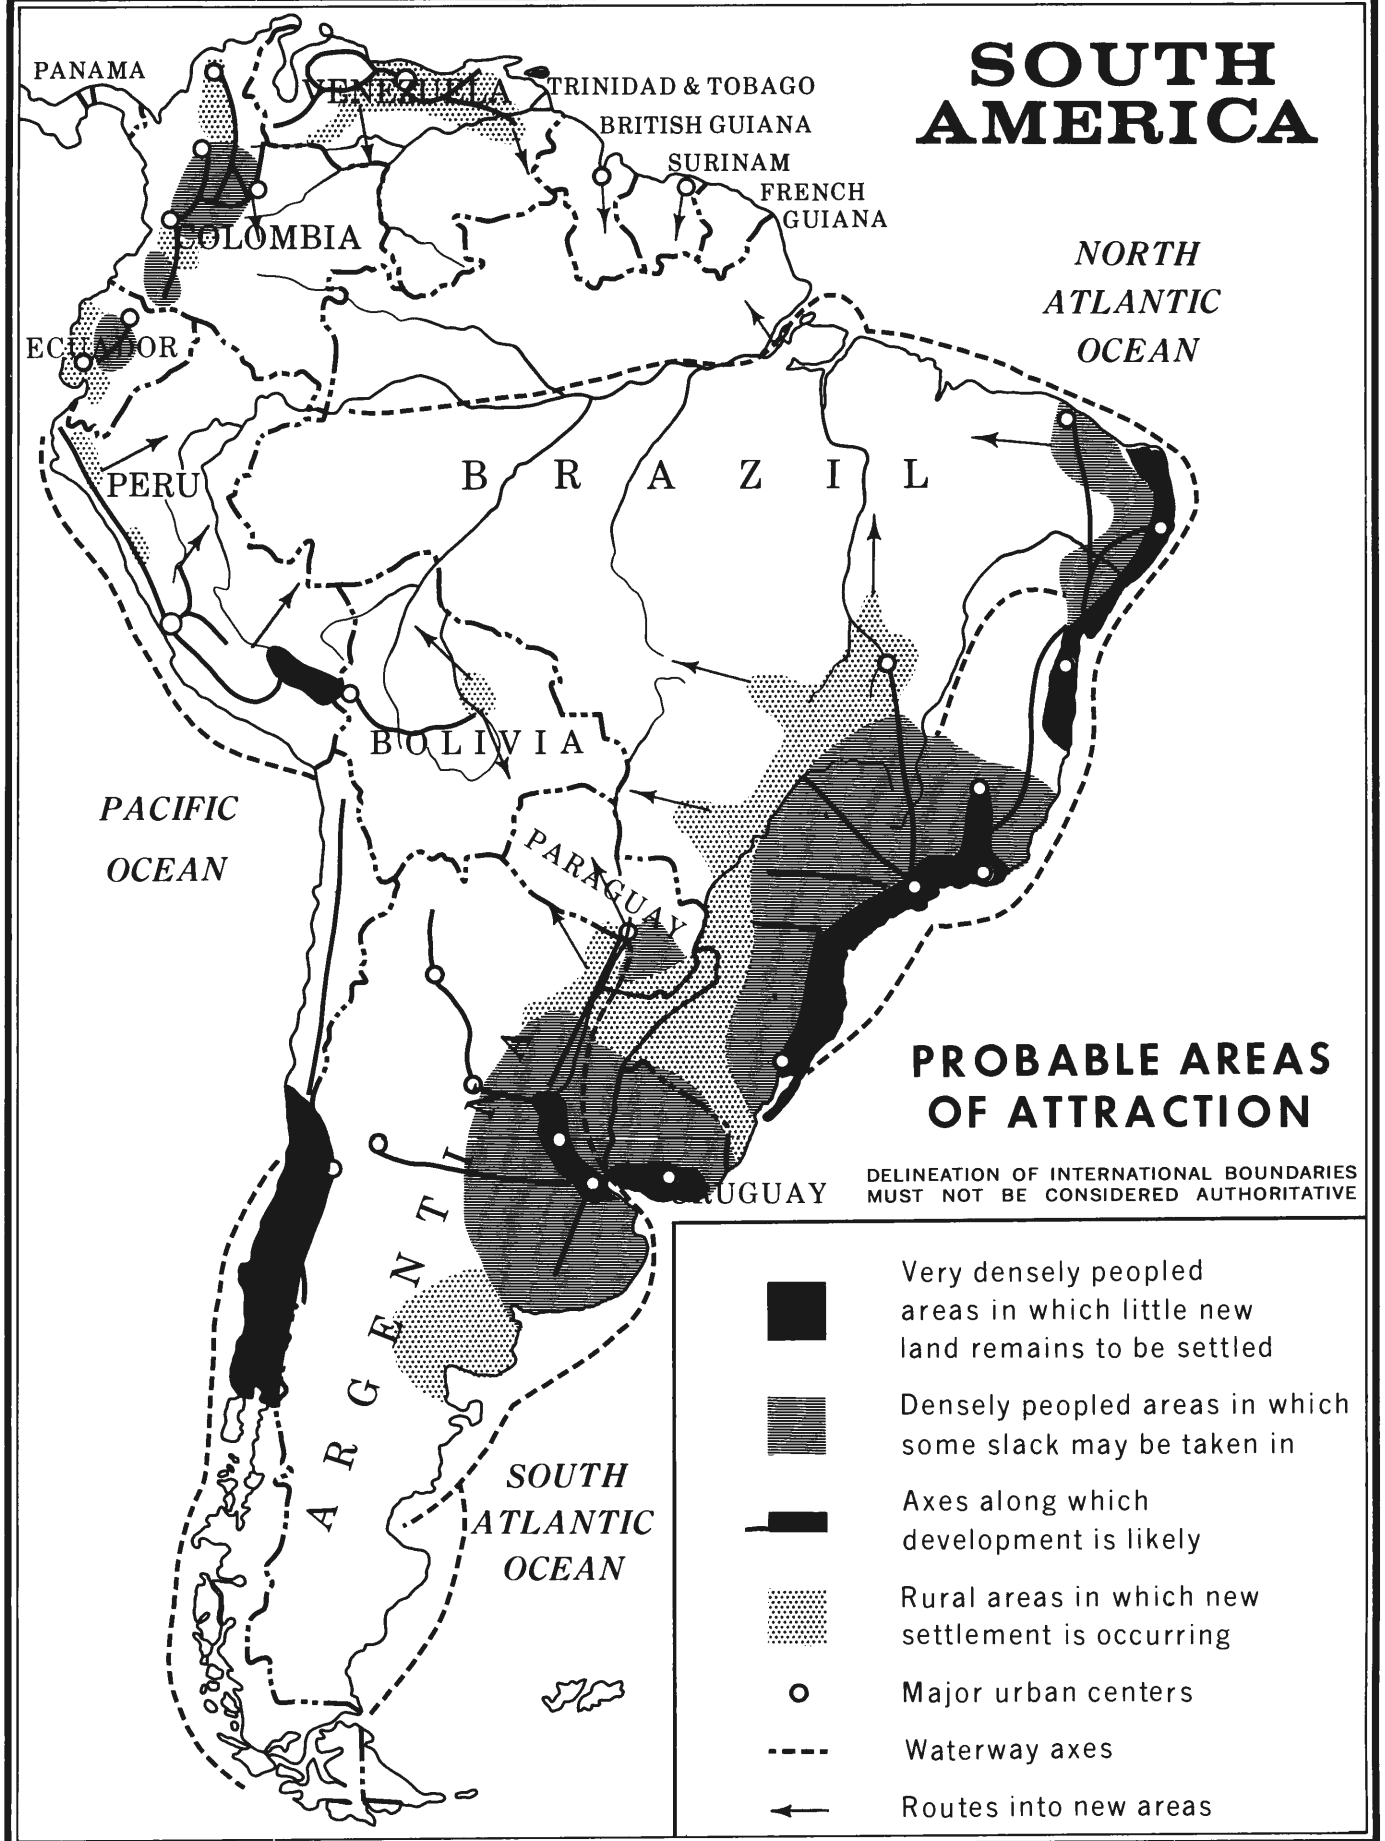 SOUTH
AMERICA
PANAMA
VENEZUELA
TRINIDAD & TOBAGO
BRITISH GUIANA
SURINAM
FRENCH
GUIANA
COLOMBIA
NORTH
ATLANTIC
OCEAN
ECUADOR
BRAZIL
PERU
BOLIVIA
PACIFIC
OCEAN
PARAGUAY
PROBABLE AREAS
OF ATTRACTION
DELINEATION OF INTERNATIONAL BOUNDARIES
MUST NOT BE CONSIDERED AUTHORITATIVE
URUGUAY
ARGENTINA
SOUTH
ATLANTIC
OCEAN
Very densely peopled
areas in which little new
land remains to be settled
Densely peopled areas in which
some slack may be taken in
Axes along which
development is likely
Rural areas in which new
settlement is occurring
Major urban centers
Waterway axes
Routes into new areas